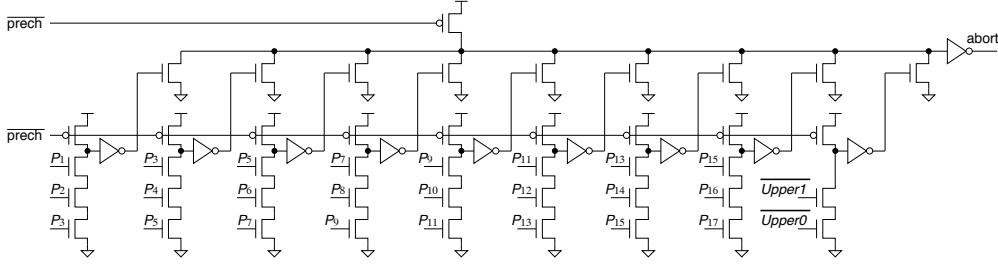 prech
abort
prech
P1 P3 P5 P7 P9 P11 P13 P15
P2 P4 P6 P8 P10 P12 P14 P16 Upper1
P3 P5 P7 P9 P11 P13 P15 P17 Upper0